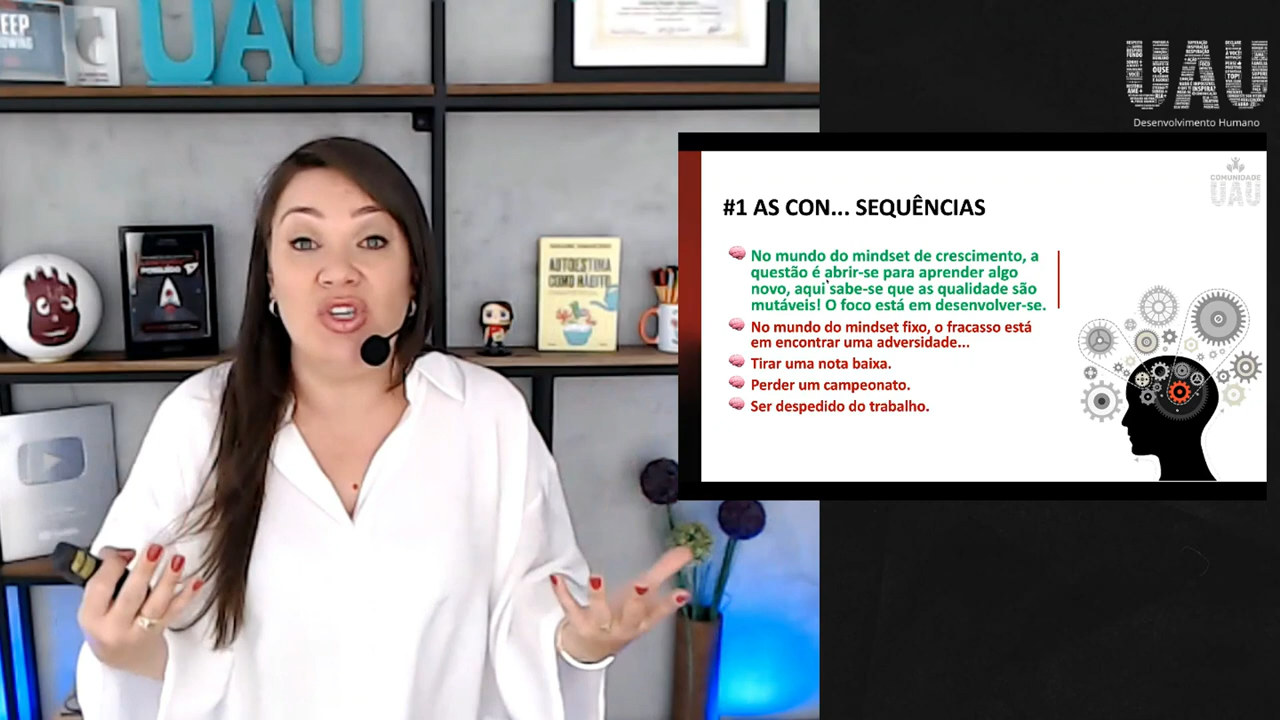 UAU
AUTOESTIMA
COMO HÁBITO
UAU
Desenvolvimento Humano
COMUNIDADE
UAU
#1 AS CON... SEQUÊNCIAS
No mundo do mindset de crescimento, a
questão é abrir-se para aprender algo
novo, aqui sabe-se que as qualidade são
mutáveis! O foco está em desenvolver-se.
No mundo do mindset fixo, o fracasso está
em encontrar uma adversidade...
Tirar uma nota baixa.
Perder um campeonato.
Ser despedido do trabalho.